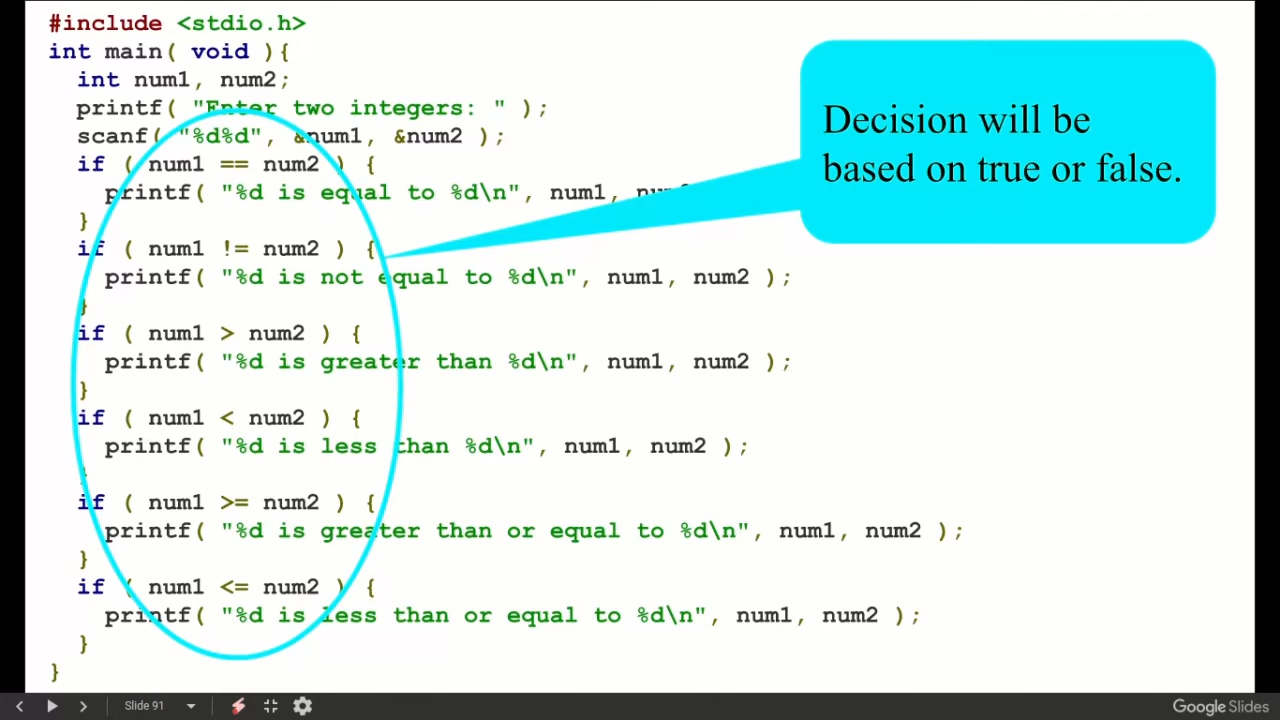 #include <stdio.h>
int main( void ){
  int num1, num2;
  printf( "Enter two integers: " );
  scanf( "%d%d", &num1, &num2 );
  if ( num1 == num2 ) {
    printf( "%d is equal to %d\n", num1, num2
  }
  if ( num1 != num2 ) {
    printf( "%d is not equal to %d\n", num1, num2 );
  }
  if ( num1 > num2 ) {
    printf( "%d is greater than %d\n", num1, num2 );
  }
  if ( num1 < num2 ) {
    printf( "%d is less than %d\n", num1, num2 );
  }
  if ( num1 >= num2 ) {
    printf( "%d is greater than or equal to %d\n", num1, num2 );
  }
  if ( num1 <= num2 ) {
    printf( "%d is less than or equal to %d\n", num1, num2 );
  }
}
Decision will be
based on true or false.
Slide 91
Google Slides